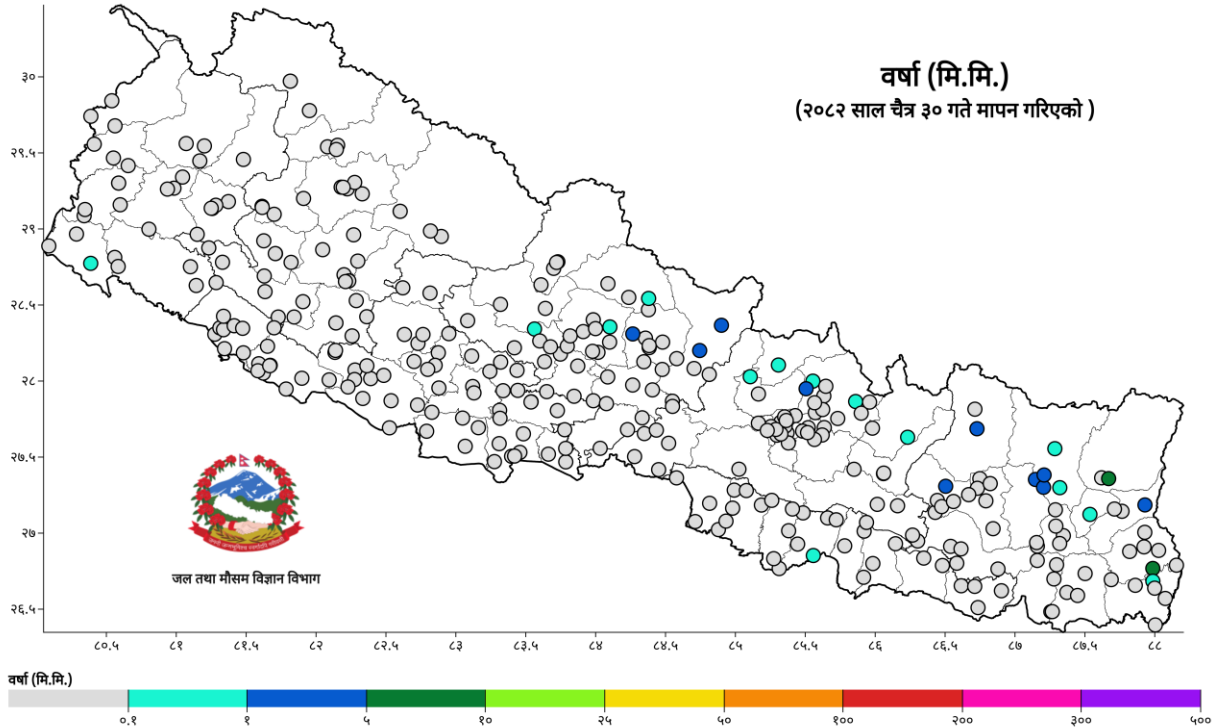 वर्षा (मि.मि.)
(२०८२ साल चैत्र ३० गते मापन गरिएको )
३०
२९.५
२९
२८.५
२८
२७.५
२७
२६.५
जल तथा मौसम विज्ञान विभाग
८०.५ ८१ ८१.५ ८२ ८२.५ ८३ ८३.५ ८४ ८४.५ ८५ ८५.५ ८६ ८६.५ ८७ ८७.५ ८८
वर्षा (मि.मि.)
०.१ १ ५ १० २५ ५० १०० २०० ३०० ५००